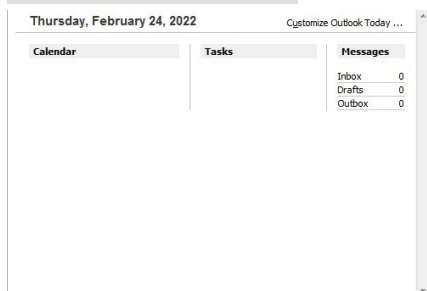 Thursday, February 24, 2022
Customize Outlook Today ...
Calendar
Tasks
Messages
Inbox 0
Drafts 0
Outbox 0